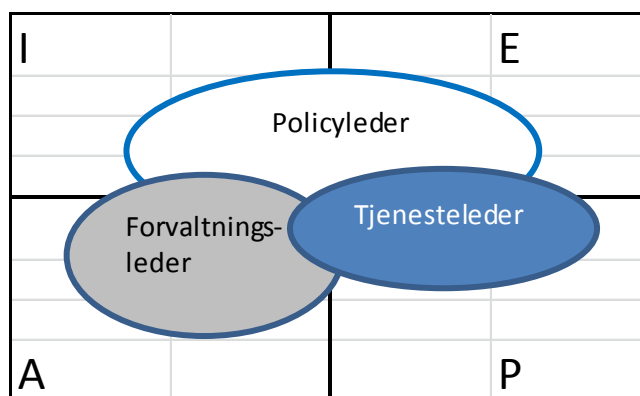 I
E
Policyleder
Tjenesteleder
Forvaltnings-
leder
A
P